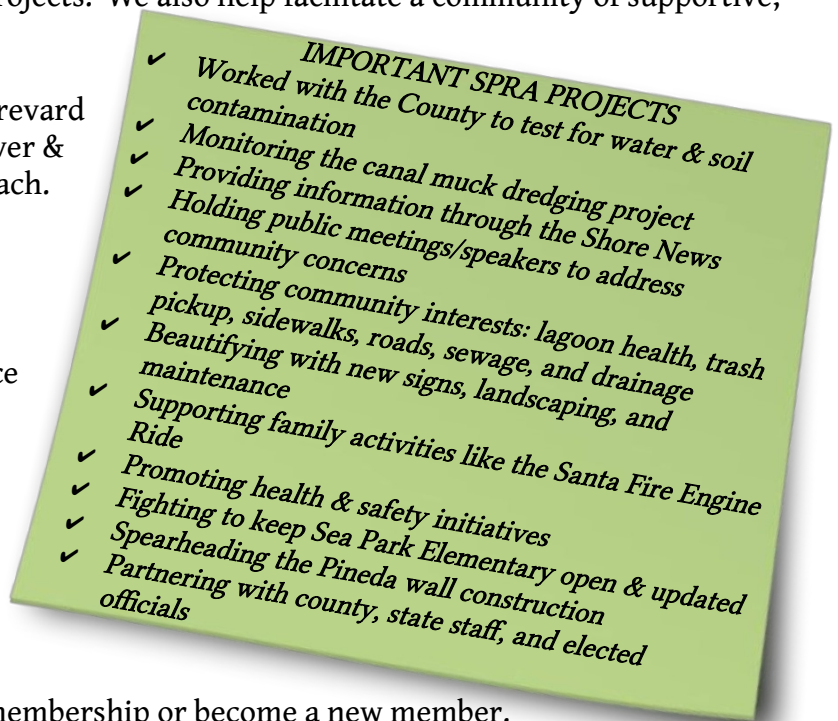 rojects. We also help facilitate a community of supportive,
revard
ver &
ach.
ce
IMPORTANT SPRA PROJECTS
✔ Worked with the County to test for water & soil
contamination
✔ Monitoring the canal muck dredging project
✔ Providing information through the Shore News
✔ Holding public meetings/speakers to address
community concerns
✔ Protecting community interests: lagoon health, trash
pickup, sidewalks, roads, sewage, and drainage
✔ Beautifying with new signs, landscaping, and
maintenance
✔ Supporting family activities like the Santa Fire Engine
Ride
✔ Promoting health & safety initiatives
✔ Fighting to keep Sea Park Elementary open & updated
✔ Spearheading the Pineda wall construction
✔ Partnering with county, state staff, and elected
officials
membership or become a new member.